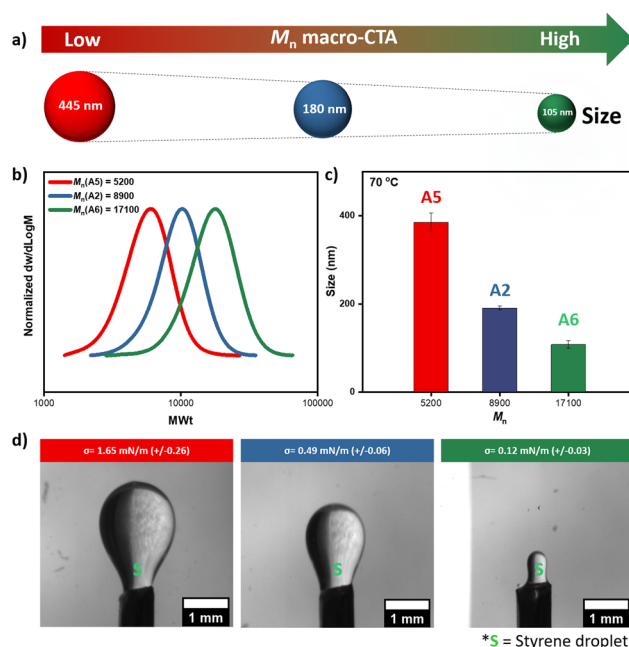 a)
Low
Mn macro-CTA
High
445 nm
180 nm
105 nm
Size
b)
Mn(A5) = 5200
Mn(A2) = 8900
Mn(A6) = 17100
Normalized dw/dLogM
1000
10000
100000
MWt
c)
70 °C
A5
A2
A6
Size (nm)
400
200
0
5200
8900
17100
Mn
d)
σ= 1.65 mN/m (+/-0.26)
σ= 0.49 mN/m (+/-0.06)
σ= 0.12 mN/m (+/-0.03)
S
1 mm
S
1 mm
S
1 mm
*S = Styrene droplet